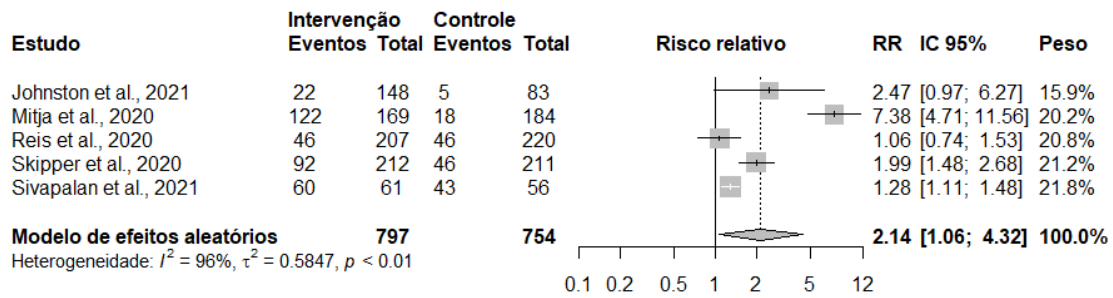 Intervenção Controle
Estudo Eventos Total Eventos Total Risco relativo RR IC 95% Peso
Johnston et al., 2021 22 148 5 83 2.47 [0.97; 6.27] 15.9%
Mitja et al., 2020 122 169 18 184 7.38 [4.71; 11.56] 20.2%
Reis et al., 2020 46 207 46 220 1.06 [0.74; 1.53] 20.8%
Skipper et al., 2020 92 212 46 211 1.99 [1.48; 2.68] 21.2%
Sivapalan et al., 2021 60 61 43 56 1.28 [1.11; 1.48] 21.8%
Modelo de efeitos aleatórios 797 754 2.14 [1.06; 4.32] 100.0%
Heterogeneidade: I² = 96%, τ² = 0.5847, p < 0.01
0.1 0.2 0.5 1 2 5 12